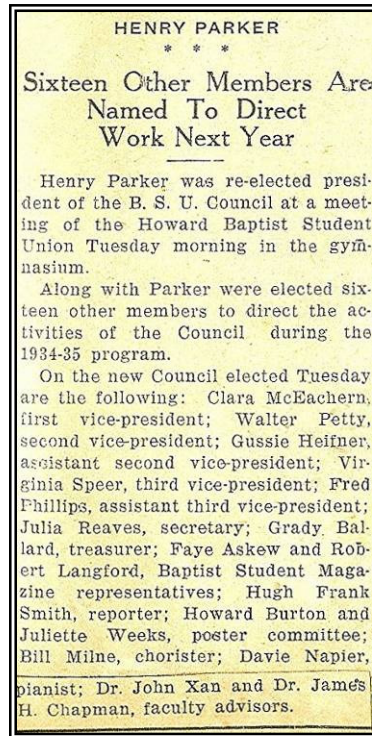 HENRY PARKER
* * *
Sixteen Other Members Are
Named To Direct
Work Next Year
Henry Parker was re-elected presi-
dent of the B. S. U. Council at a meet-
ing of the Howard Baptist Student
Union Tuesday morning in the gym-
nasium.
Along with Parker were elected six-
teen other members to direct the ac-
tivities of the Council during the
1934-35 program.
On the new Council elected Tuesday
are the following: Clara McEachern,
first vice-president; Walter Petty,
second vice-president; Gussie Heifner,
assistant second vice-president; Vir-
ginia Speer, third vice-president; Fred
Phillips, assistant third vice-president;
Julia Reaves, secretary; Grady Bal-
lard, treasurer; Faye Askew and Rob-
ert Langford, Baptist Student Maga-
zine representatives; Hugh Frank
Smith, reporter; Howard Burton and
Juliette Weeks, poster committee;
Bill Milne, chorister; Davie Napier,
pianist; Dr. John Xan and Dr. James
H. Chapman, faculty advisors.